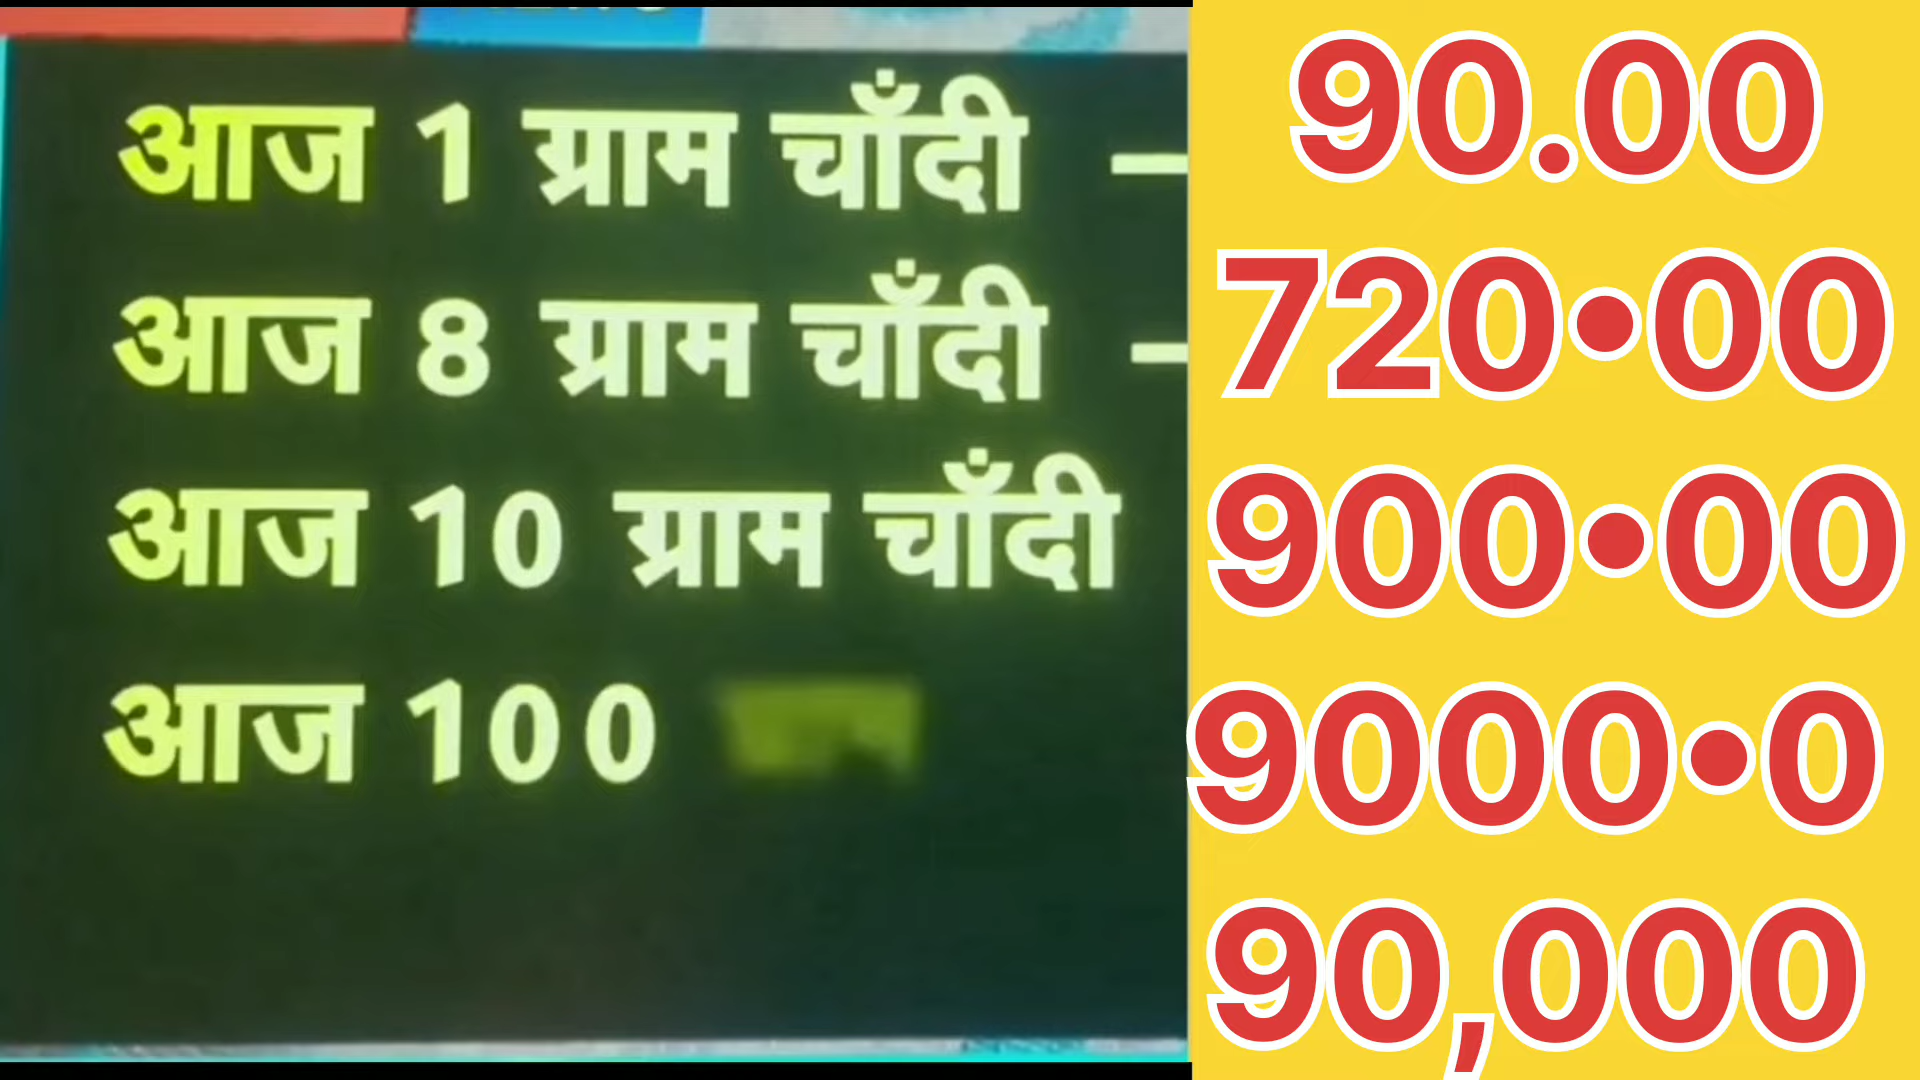 आज 1 ग्राम चाँदी — 90.00
आज 8 ग्राम चाँदी — 720•00
आज 10 ग्राम चाँदी 900•00
आज 100 9000•0
90,000